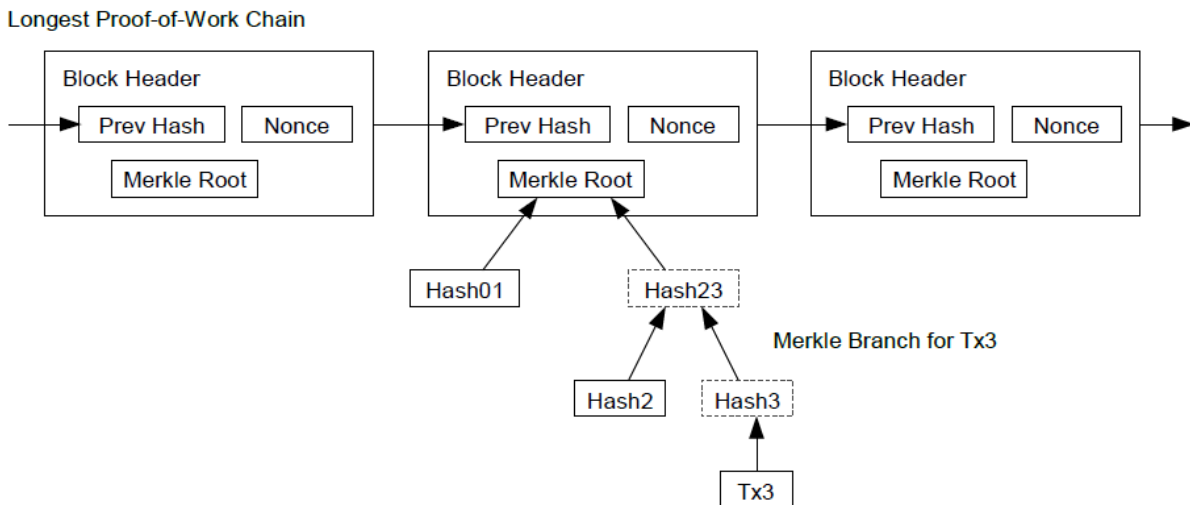 Longest Proof-of-Work Chain
Block Header
Prev Hash
Nonce
Merkle Root
Block Header
Prev Hash
Nonce
Merkle Root
Block Header
Prev Hash
Nonce
Merkle Root
Hash01
Hash23
Merkle Branch for Tx3
Hash2
Hash3
Tx3